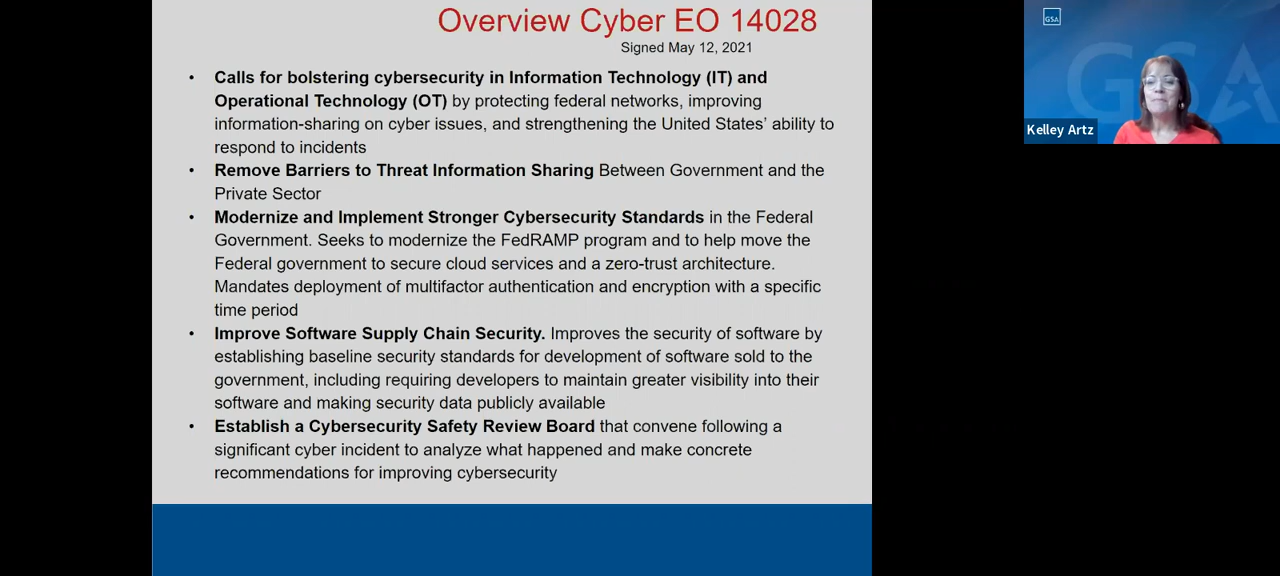 Overview Cyber EO 14028
Signed May 12, 2021
• Calls for bolstering cybersecurity in Information Technology (IT) and
Operational Technology (OT) by protecting federal networks, improving
information-sharing on cyber issues, and strengthening the United States' ability to
respond to incidents
• Remove Barriers to Threat Information Sharing Between Government and the
Private Sector
• Modernize and Implement Stronger Cybersecurity Standards in the Federal
Government. Seeks to modernize the FedRAMP program and to help move the
Federal government to secure cloud services and a zero-trust architecture.
Mandates deployment of multifactor authentication and encryption with a specific
time period
• Improve Software Supply Chain Security. Improves the security of software by
establishing baseline security standards for development of software sold to the
government, including requiring developers to maintain greater visibility into their
software and making security data publicly available
• Establish a Cybersecurity Safety Review Board that convene following a
significant cyber incident to analyze what happened and make concrete
recommendations for improving cybersecurity
GSA
GSA
Kelley Artz